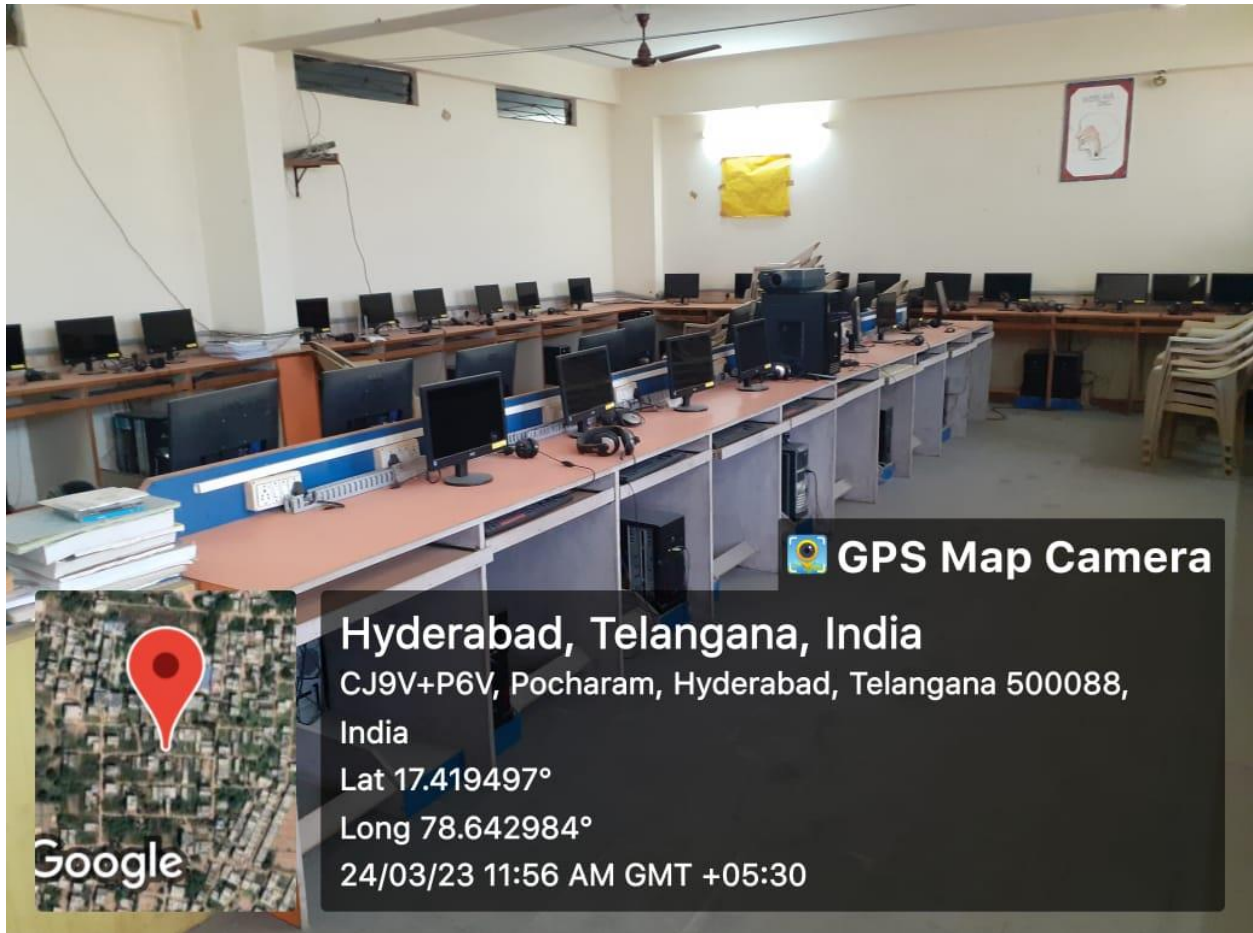 GPS Map Camera
Hyderabad, Telangana, India
CJ9V+P6V, Pocharam, Hyderabad, Telangana 500088,
India
Lat 17.419497°
Long 78.642984°
24/03/23 11:56 AM GMT +05:30
Google